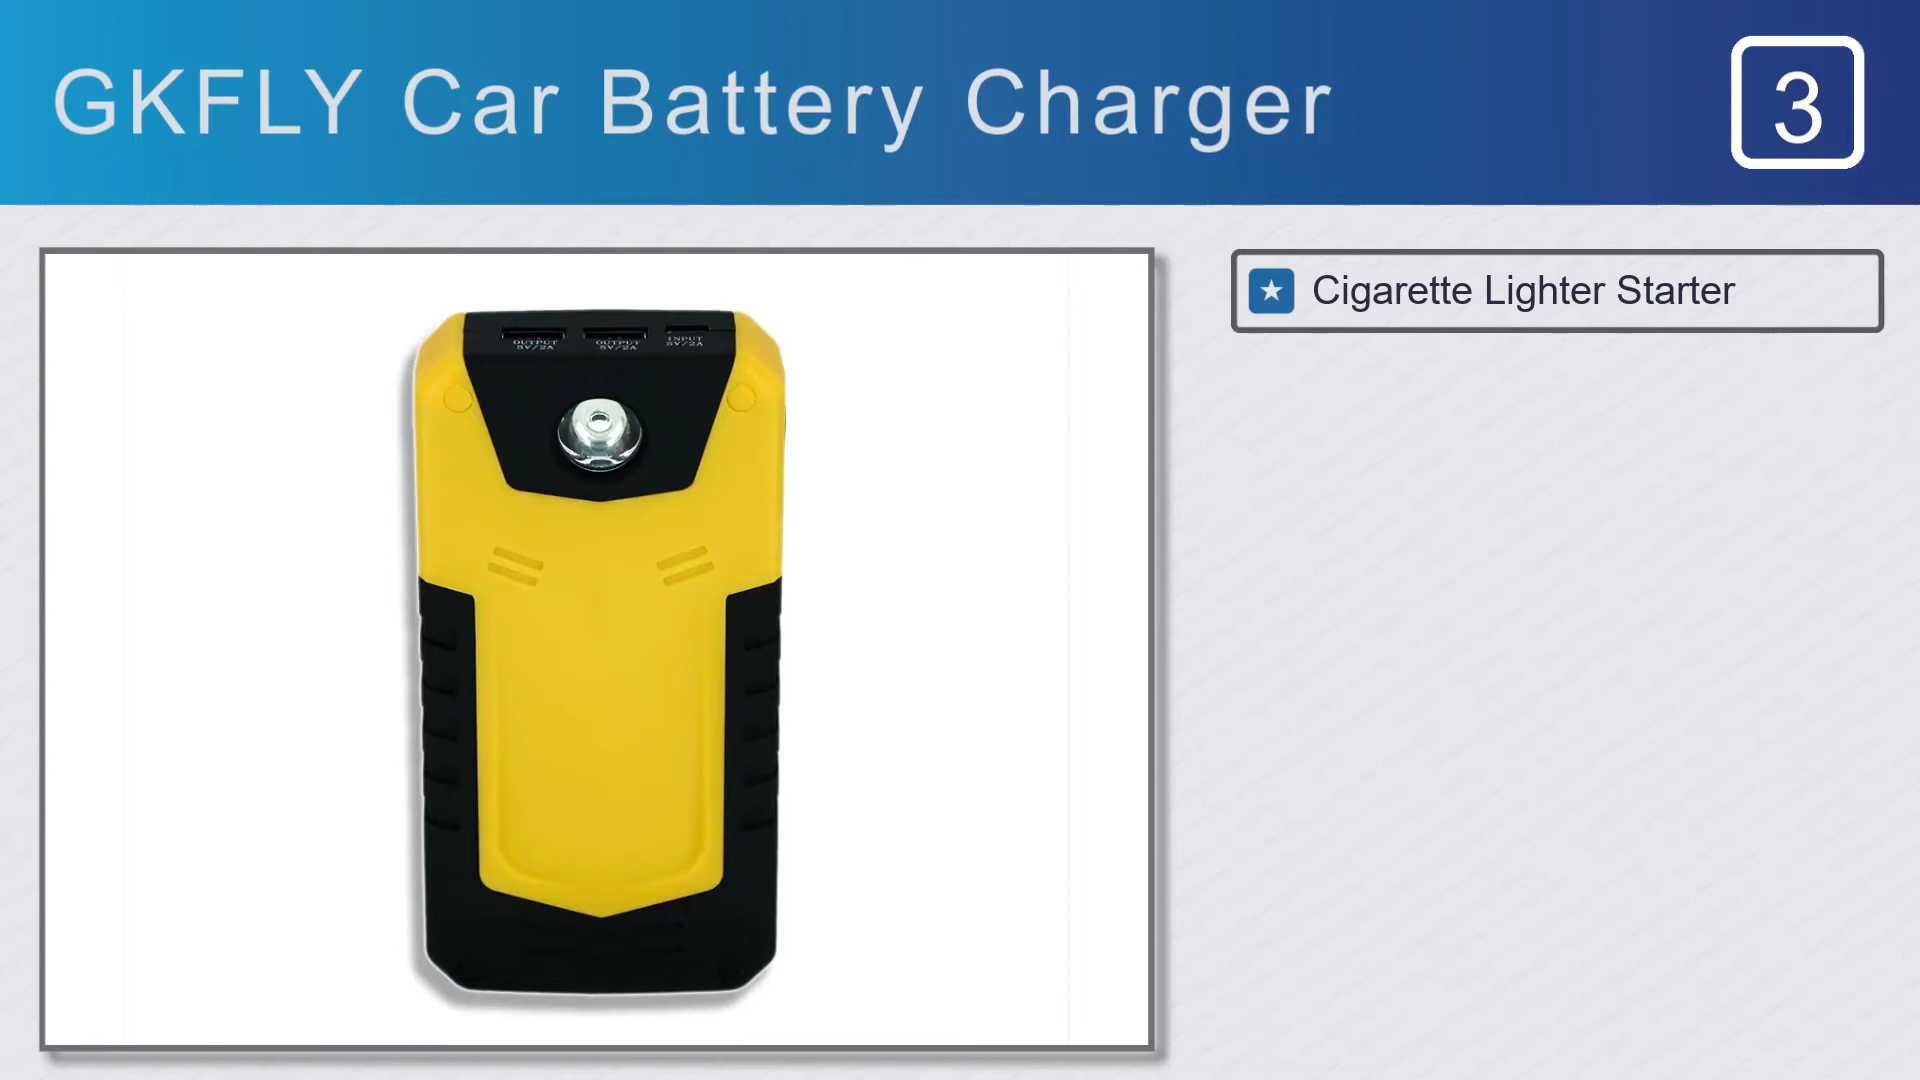 GKFLY Car Battery Charger
3
Cigarette Lighter Starter
OUTPUT OUTPUT INPUT
5V/2A 5V/2A 5V/2A